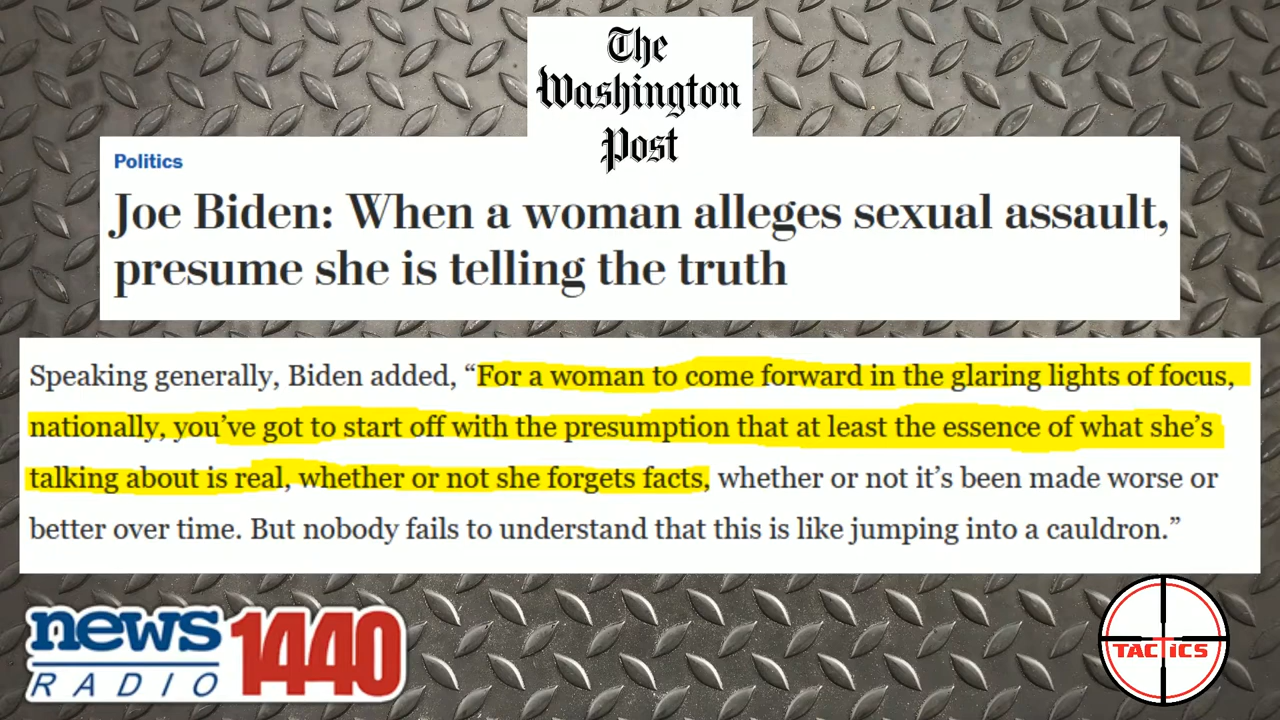 The
Washington
Post
Politics
Joe Biden: When a woman alleges sexual assault,
presume she is telling the truth
Speaking generally, Biden added, “For a woman to come forward in the glaring lights of focus,
nationally, you’ve got to start off with the presumption that at least the essence of what she’s
talking about is real, whether or not she forgets facts, whether or not it’s been made worse or
better over time. But nobody fails to understand that this is like jumping into a cauldron.”
news 1440
RADIO
TACTICS